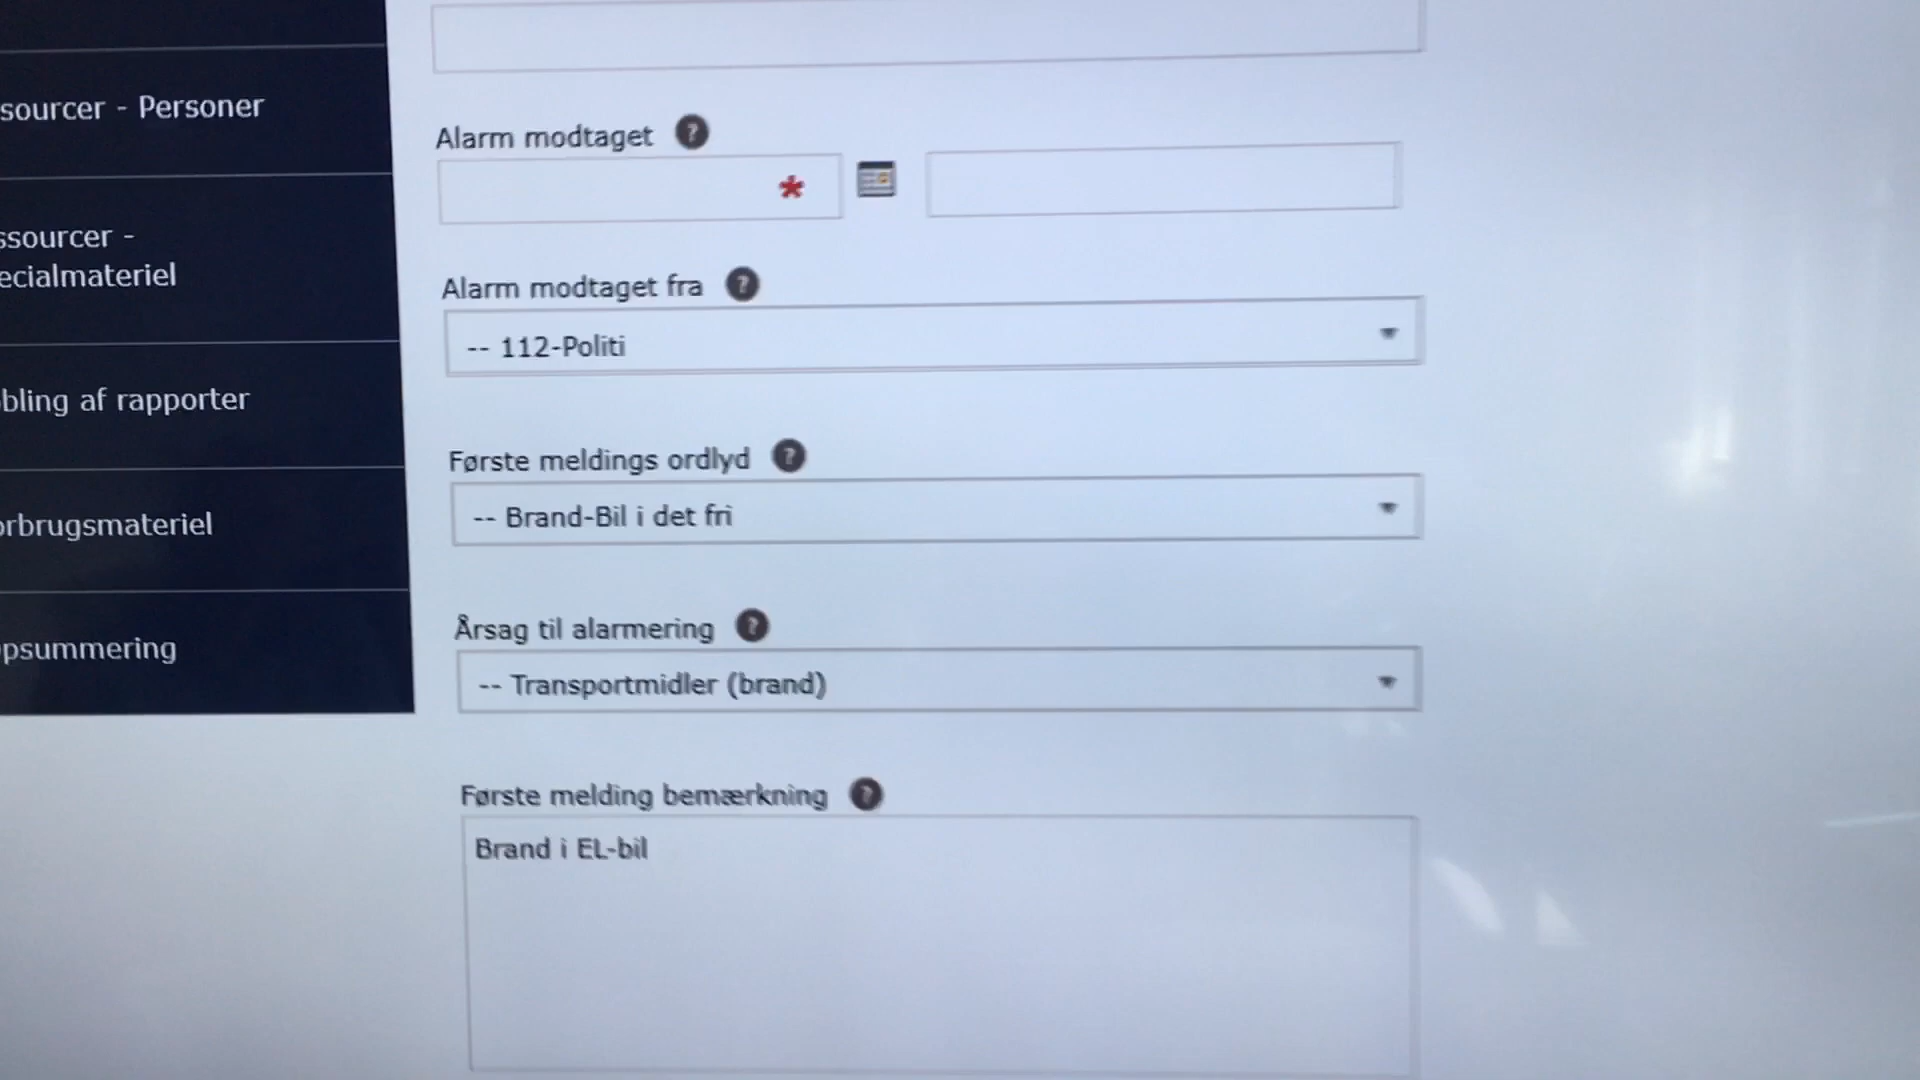 sourcer - Personer
ssourcer -
ecialmateriel
bling af rapporter
orbrugsmateriel
psummering
Alarm modtaget ?
*
Alarm modtaget fra ?
-- 112-Politi
Første meldings ordlyd ?
-- Brand-Bil i det fri
Årsag til alarmering ?
-- Transportmidler (brand)
Første melding bemærkning ?
Brand i EL-bil